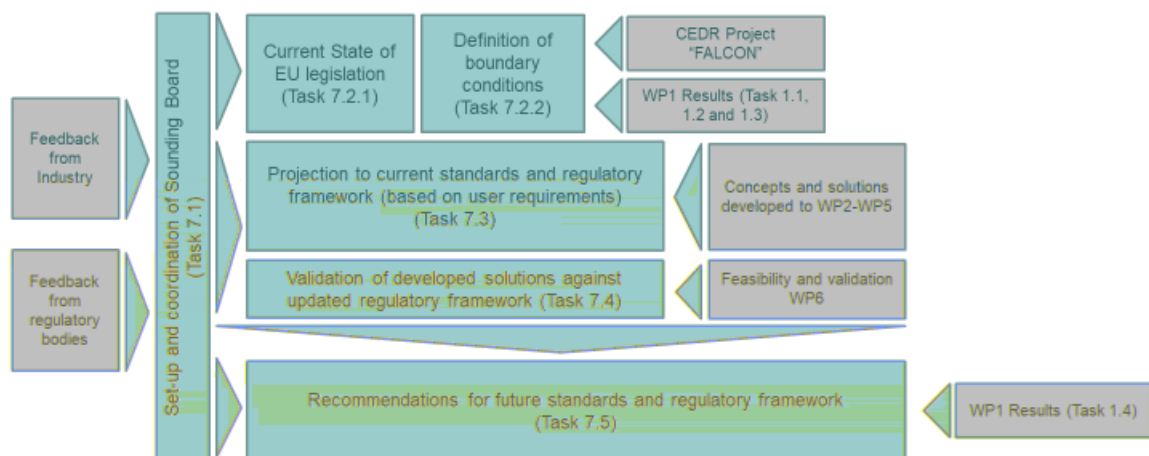 Feedback
from
Industry
Feedback
from
regulatory
bodies
Set-up and coordination of Sounding Board
(Task 7.1)
Current State of
EU legislation
(Task 7.2.1)
Definition of
boundary
conditions
(Task 7.2.2)
CEDR Project
“FALCON”
WP1 Results (Task 1.1,
1.2 and 1.3)
Projection to current standards and regulatory
framework (based on user requirements)
(Task 7.3)
Concepts and solutions
developed to WP2-WP5
Validation of developed solutions against
updated regulatory framework (Task 7.4)
Feasibility and validation
WP6
Recommendations for future standards and regulatory framework
(Task 7.5)
WP1 Results (Task 1.4)